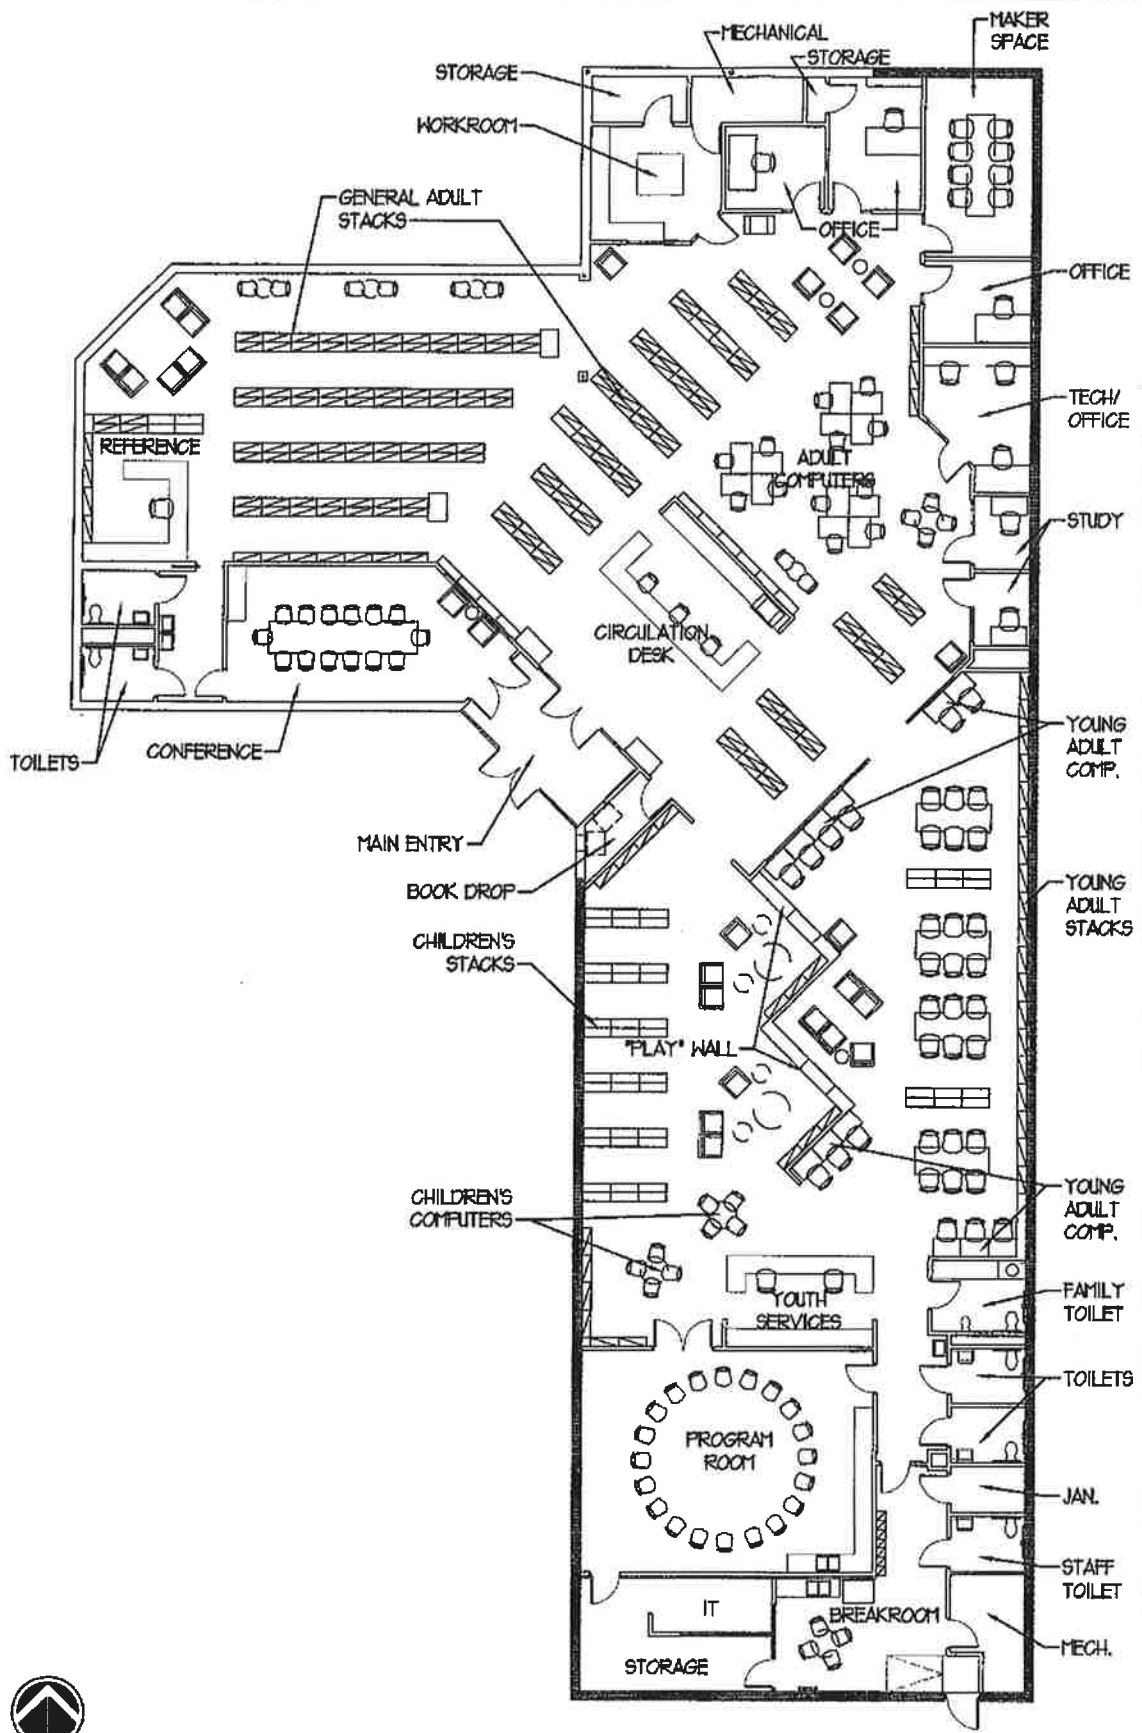 MAKER
SPACE
MECHANICAL
STORAGE
STORAGE
WORKROOM
GENERAL ADULT
STACKS
OFFICE
OFFICE
TECH/
OFFICE
REFERENCE
ADULT
COMPUTERS
STUDY
CIRCULATION
DESK
TOILETS
CONFERENCE
YOUNG
ADULT
COMP.
MAIN ENTRY
BOOK DROP
YOUNG
ADULT
STACKS
CHILDREN'S
STACKS
"PLAY" WALL
CHILDREN'S
COMPUTERS
YOUNG
ADULT
COMP.
YOUTH
SERVICES
FAMILY
TOILET
TOILETS
PROGRAM
ROOM
JAN.
STAFF
TOILET
IT
BREAKROOM
STORAGE
MECH.